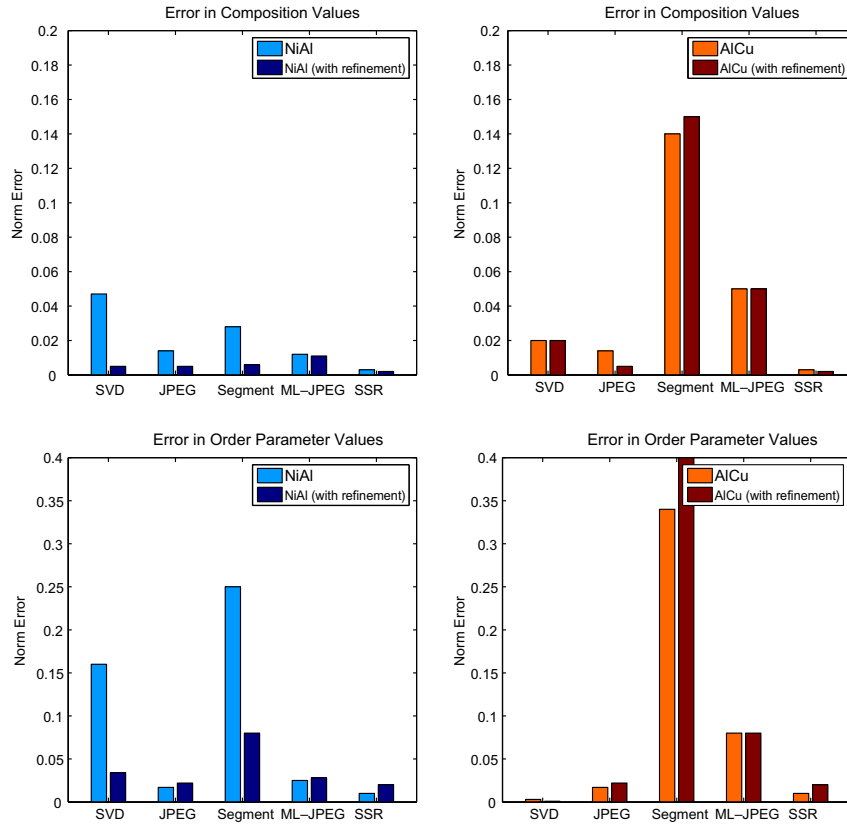 Error in Composition Values
NiAl
NiAl (with refinement)
Norm Error
0.2
0.18
0.16
0.14
0.12
0.1
0.08
0.06
0.04
0.02
0
SVD JPEG Segment ML–JPEG SSR
Error in Composition Values
AlCu
AlCu (with refinement)
Norm Error
0.2
0.18
0.16
0.14
0.12
0.1
0.08
0.06
0.04
0.02
0
SVD JPEG Segment ML–JPEG SSR
Error in Order Parameter Values
NiAl
NiAl (with refinement)
Norm Error
0.4
0.35
0.3
0.25
0.2
0.15
0.1
0.05
0
SVD JPEG Segment ML–JPEG SSR
Error in Order Parameter Values
AlCu
AlCu (with refinement)
Norm Error
0.4
0.35
0.3
0.25
0.2
0.15
0.1
0.05
0
SVD JPEG Segment ML–JPEG SSR